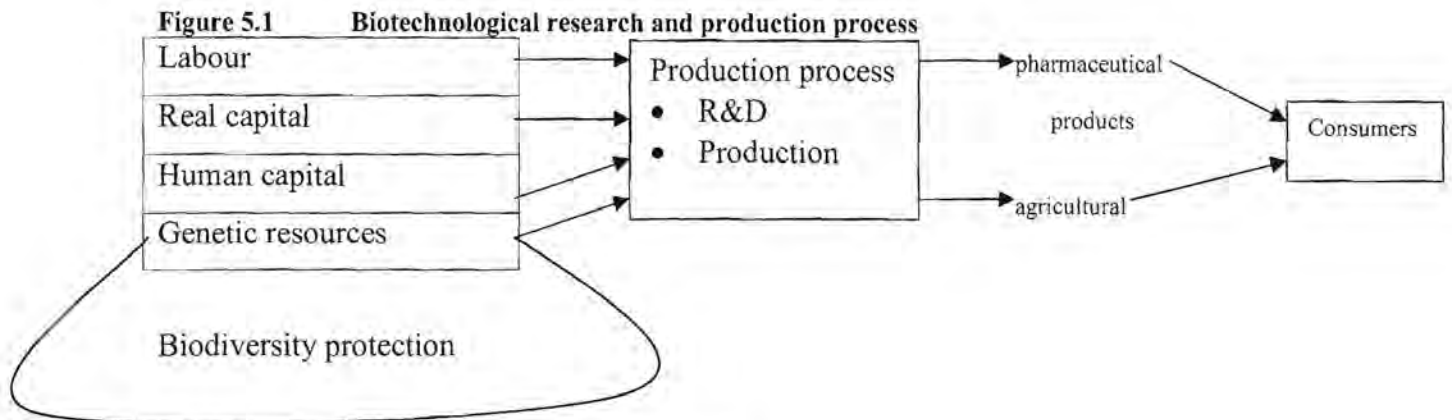 Figure 5.1 Biotechnological research and production process
Labour
Real capital
Human capital
Genetic resources
Biodiversity protection
Production process
• R&D
• Production
pharmaceutical
products
agricultural
Consumers